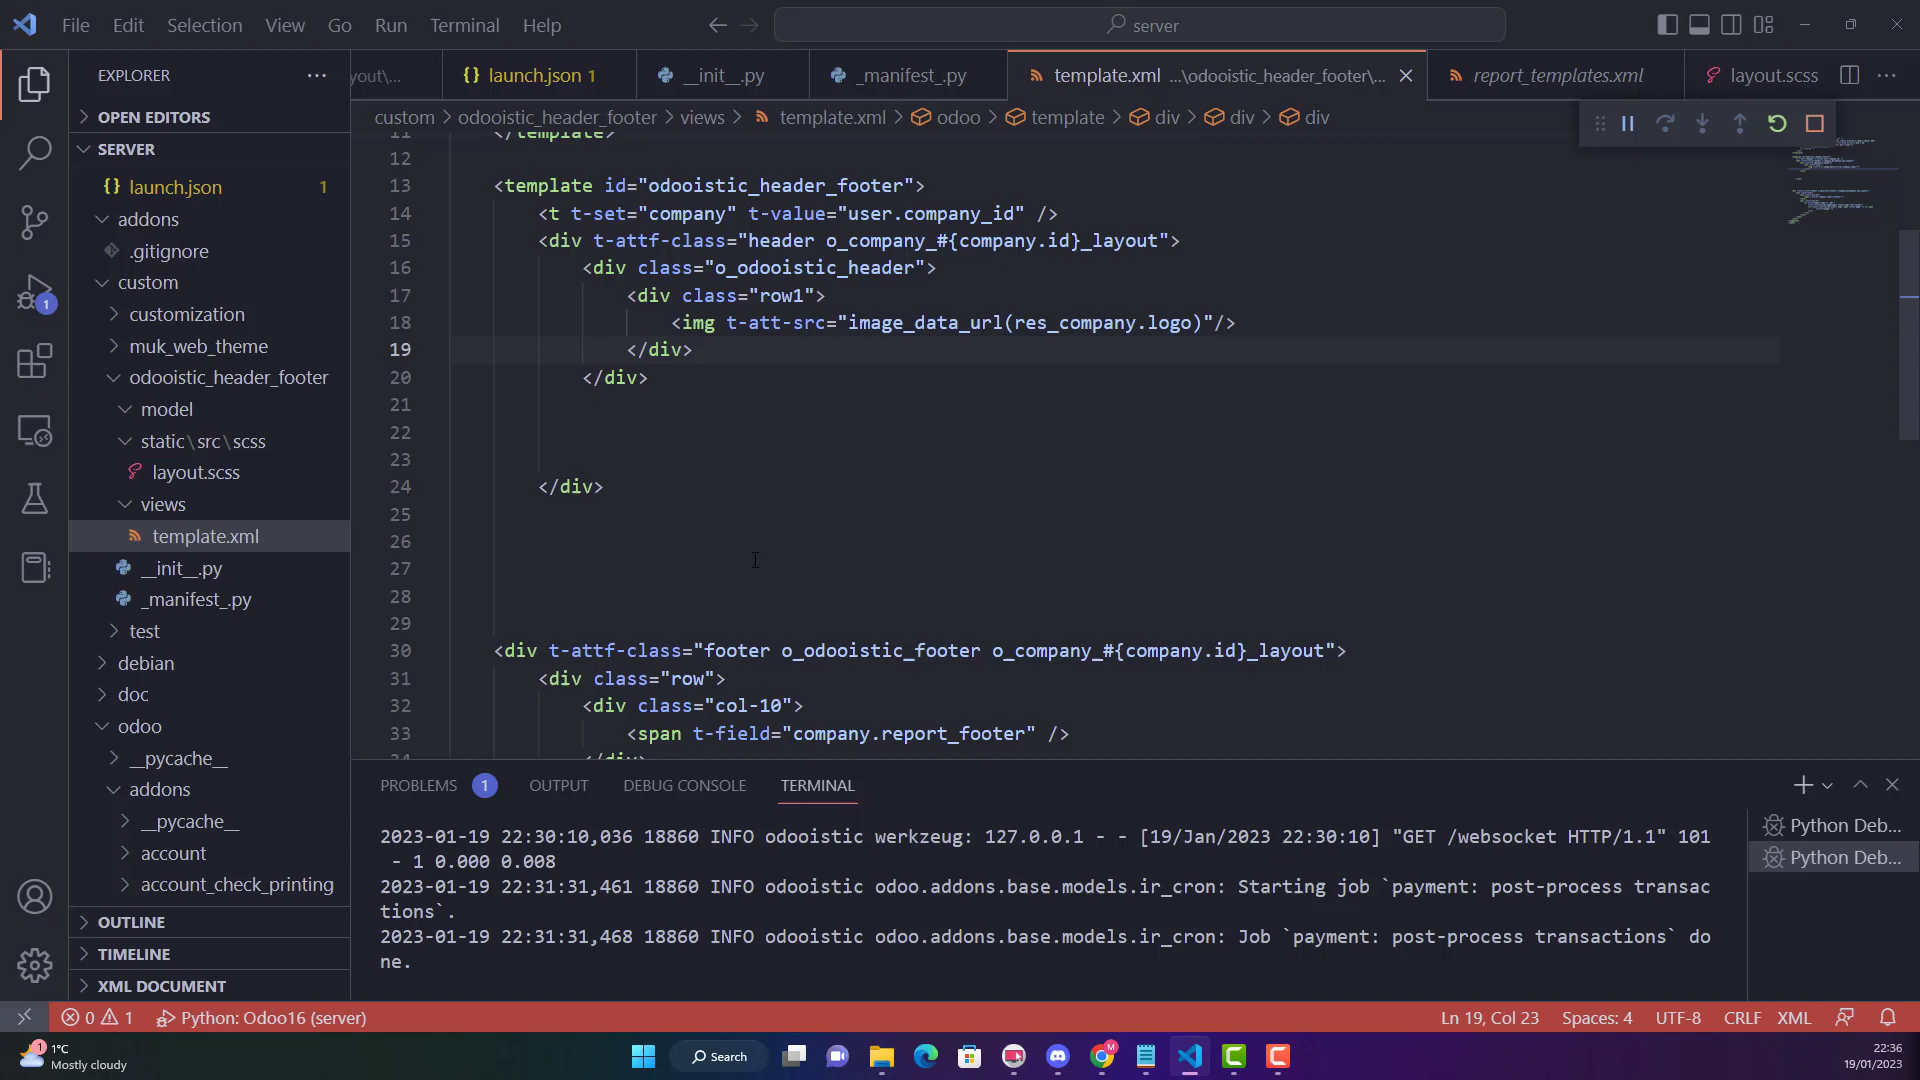 File Edit Selection View Go Run Terminal Help
server
EXPLORER
yout\...
launch.json 1
__init__.py
_manifest_.py
template.xml ...\odooistic_header_footer\...
report_templates.xml
layout.scss
custom > odooistic_header_footer > views > template.xml > odoo > template > div > div > div
OPEN EDITORS
SERVER
launch.json 1
addons
.gitignore
custom
customization
muk_web_theme
odooistic_header_footer
model
static\src\scss
layout.scss
views
template.xml
__init__.py
_manifest_.py
test
debian
doc
odoo
__pycache__
addons
__pycache__
account
account_check_printing
OUTLINE
TIMELINE
XML DOCUMENT
11 </template>
12
13 <template id="odooistic_header_footer">
14 <t t-set="company" t-value="user.company_id" />
15 <div t-attf-class="header o_company_#{company.id}_layout">
16 <div class="o_odooistic_header">
17 <div class="row1">
18 <img t-att-src="image_data_url(res_company.logo)"/>
19 </div>
20 </div>
21
22
23
24 </div>
25
26
27
28
29
30 <div t-attf-class="footer o_odooistic_footer o_company_#{company.id}_layout">
31 <div class="row">
32 <div class="col-10">
33 <span t-field="company.report_footer" />
34 </div>
PROBLEMS 1 OUTPUT DEBUG CONSOLE TERMINAL
2023-01-19 22:30:10,036 18860 INFO odooistic werkzeug: 127.0.0.1 - - [19/Jan/2023 22:30:10] "GET /websocket HTTP/1.1" 101
- 1 0.000 0.008
2023-01-19 22:31:31,461 18860 INFO odooistic odoo.addons.base.models.ir_cron: Starting job `payment: post-process transac
tions`.
2023-01-19 22:31:31,468 18860 INFO odooistic odoo.addons.base.models.ir_cron: Job `payment: post-process transactions` do
ne.
Python Deb...
Python Deb...
0 1 Python: Odoo16 (server)
Ln 19, Col 23 Spaces: 4 UTF-8 CRLF XML
1
1°C
Mostly cloudy
Search
22:36
19/01/2023